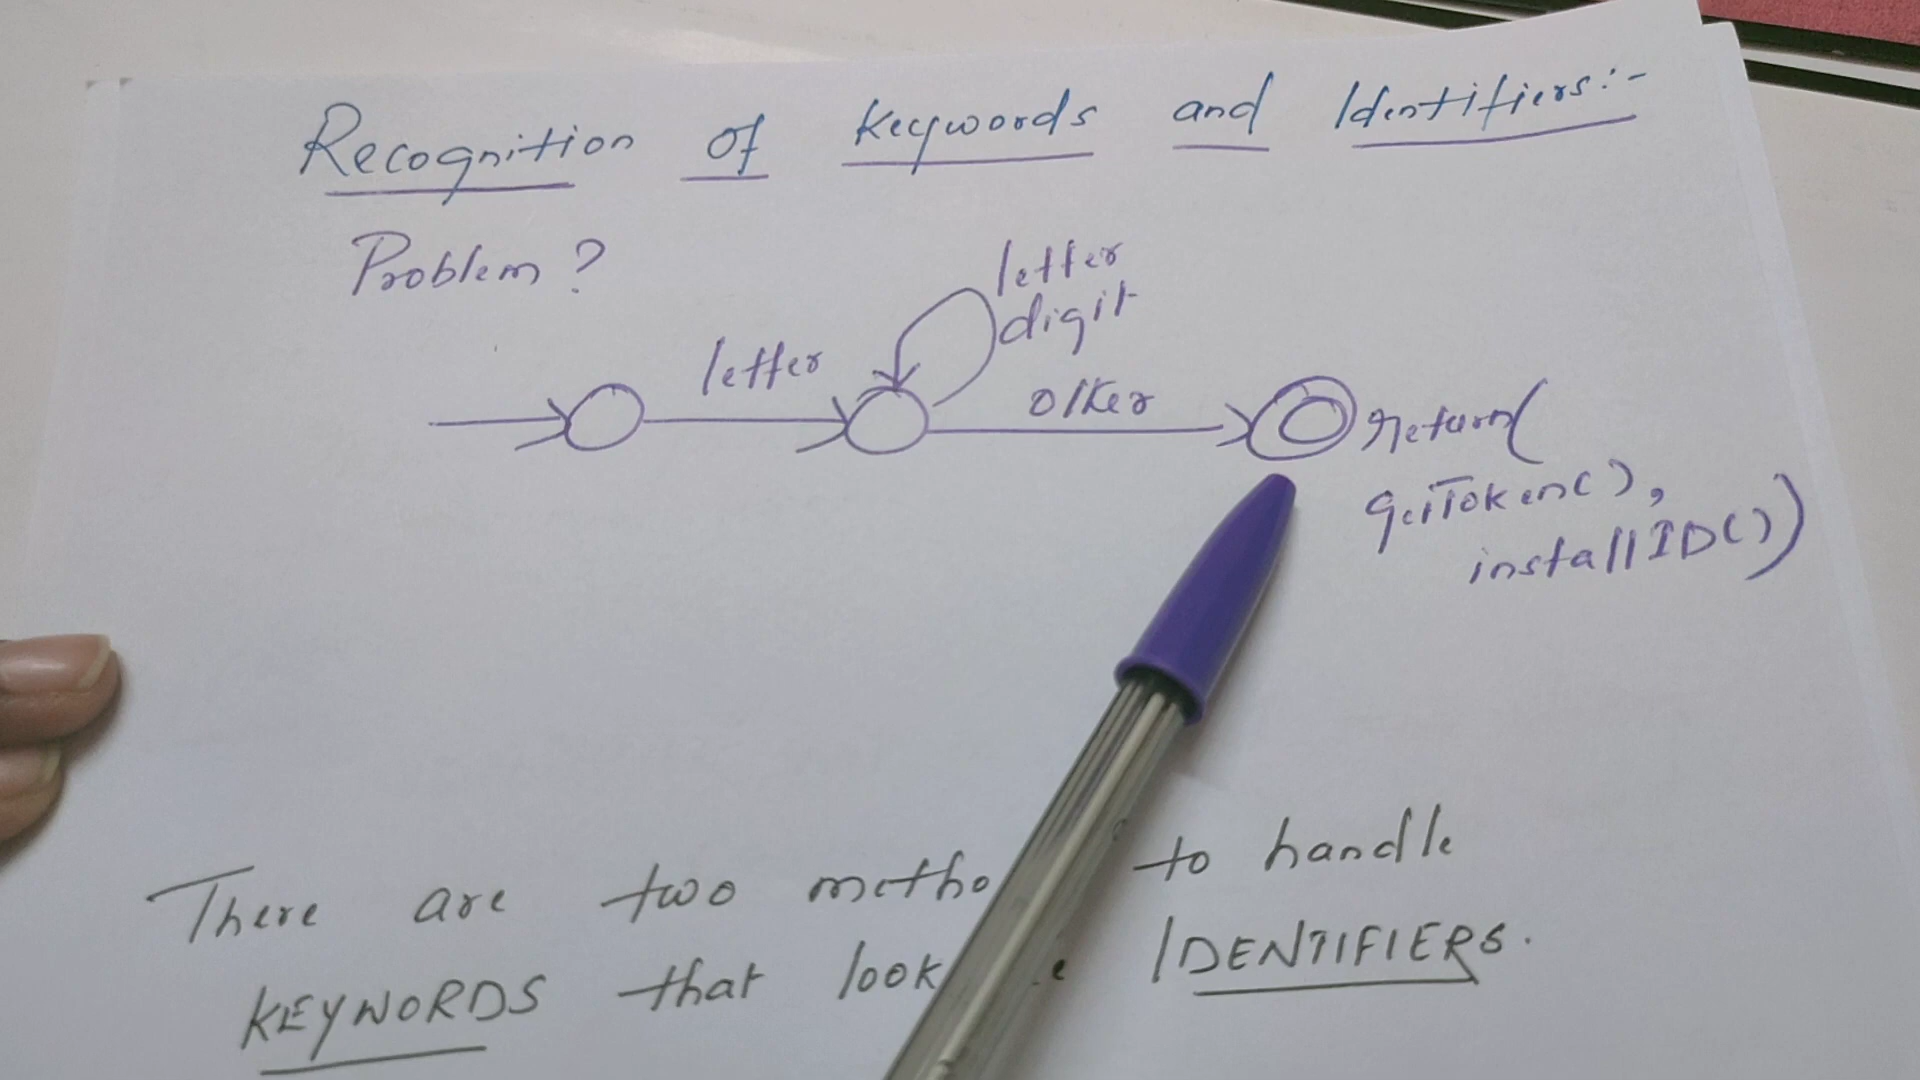 Recognition of Keywords and Identifiers:-
Problem?
letter
digit
letter
other
return(
getToken(),
installID())
There are two metho to handle
KEYWORDS that look IDENTIFIERS.